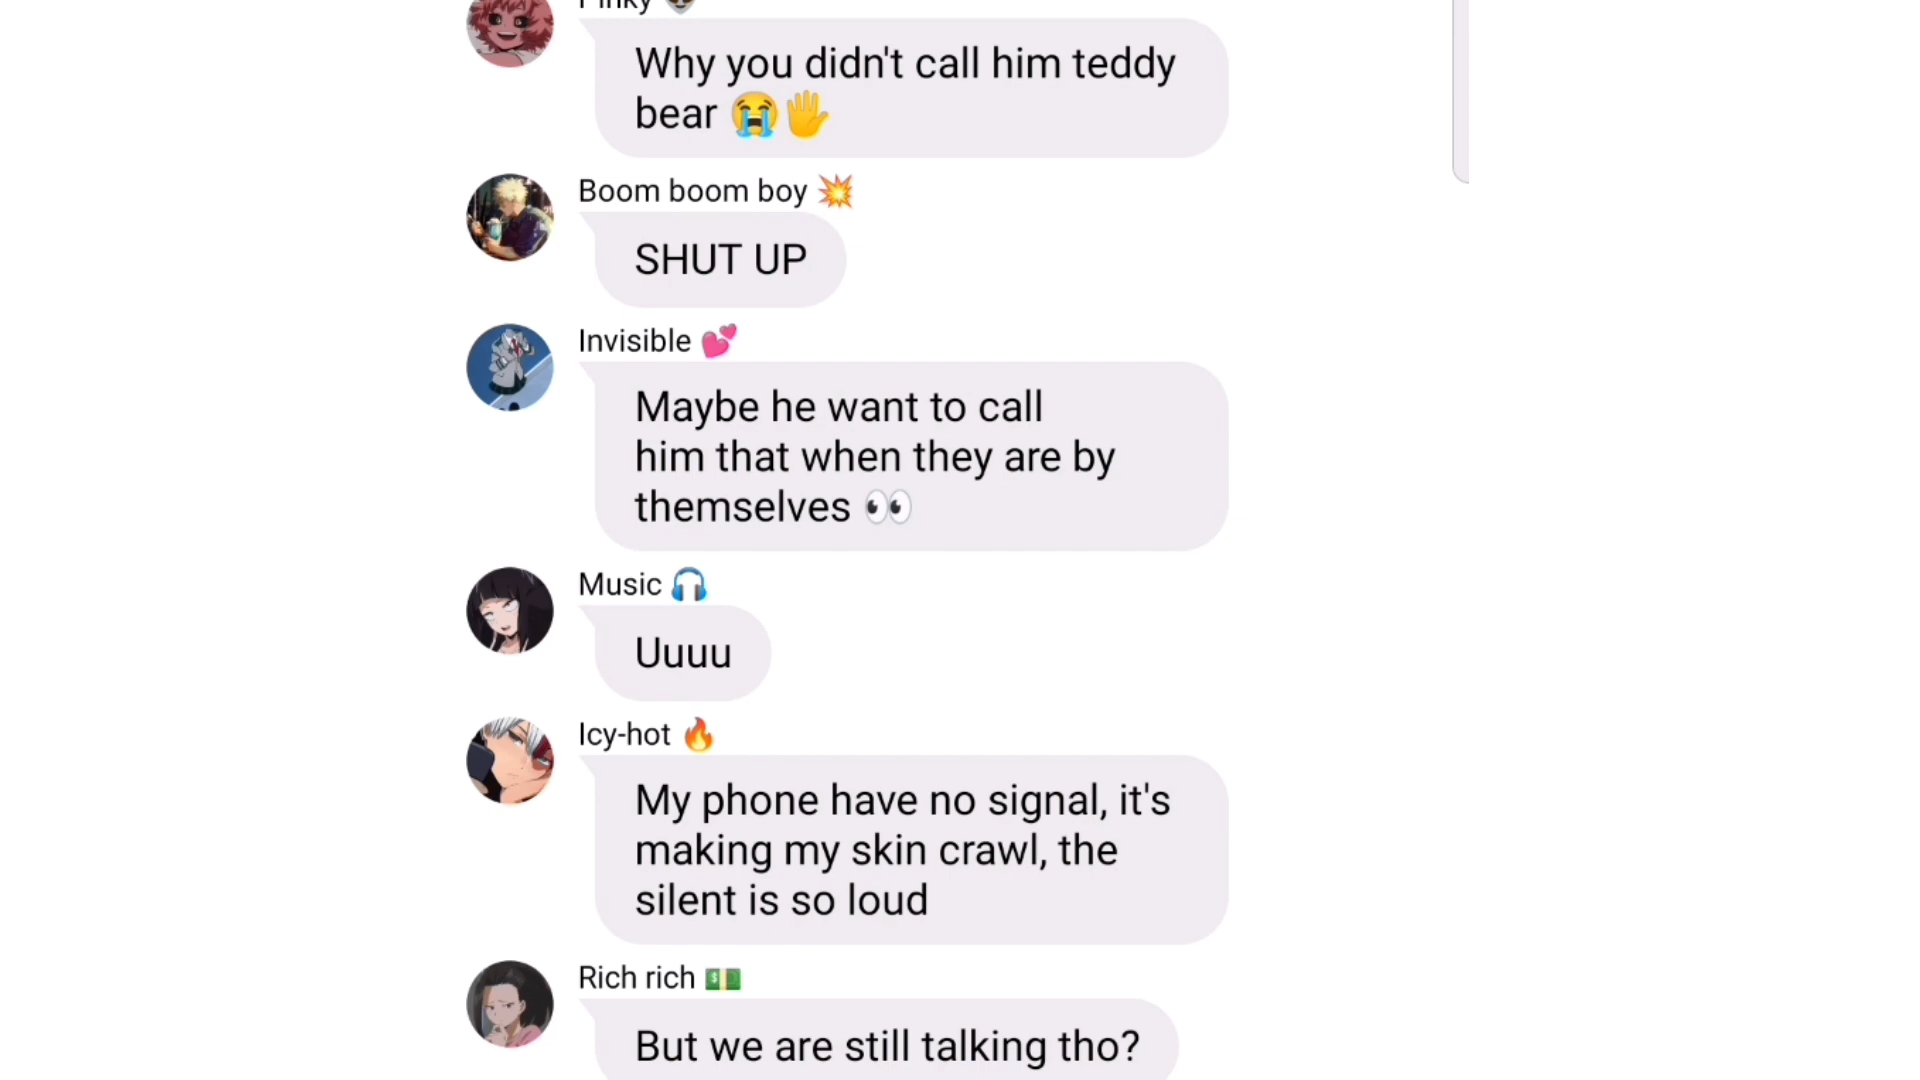 Pinky 👽
Why you didn't call him teddy
bear 😭🖐
Boom boom boy 💥
SHUT UP
Invisible 💕
Maybe he want to call
him that when they are by
themselves 👀
Music 🎧
Uuuu
Icy-hot 🔥
My phone have no signal, it's
making my skin crawl, the
silent is so loud
Rich rich 💵
But we are still talking tho?